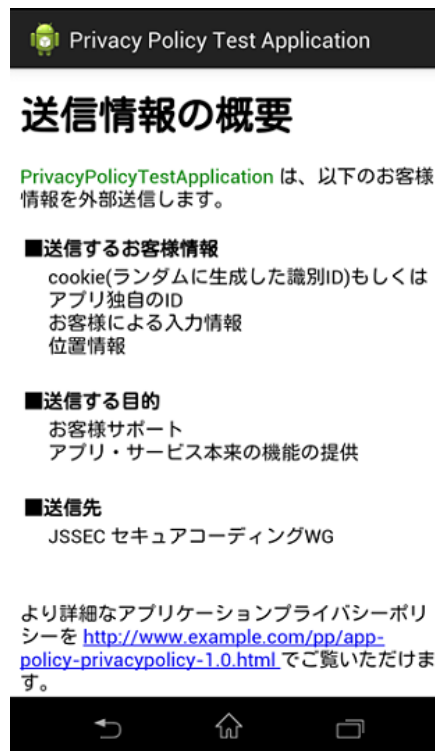 Privacy Policy Test Application
送信情報の概要
PrivacyPolicyTestApplication は、以下のお客様
情報を外部送信します。
■送信するお客様情報
cookie(ランダムに生成した識別ID)もしくは
アプリ独自のID
お客様による入力情報
位置情報
■送信する目的
お客様サポート
アプリ・サービス本来の機能の提供
■送信先
JSSEC セキュアコーディングWG
より詳細なアプリケーションプライバシーポリ
シーを http://www.example.com/pp/app-
policy-privacypolicy-1.0.html でご覧いただけま
す。